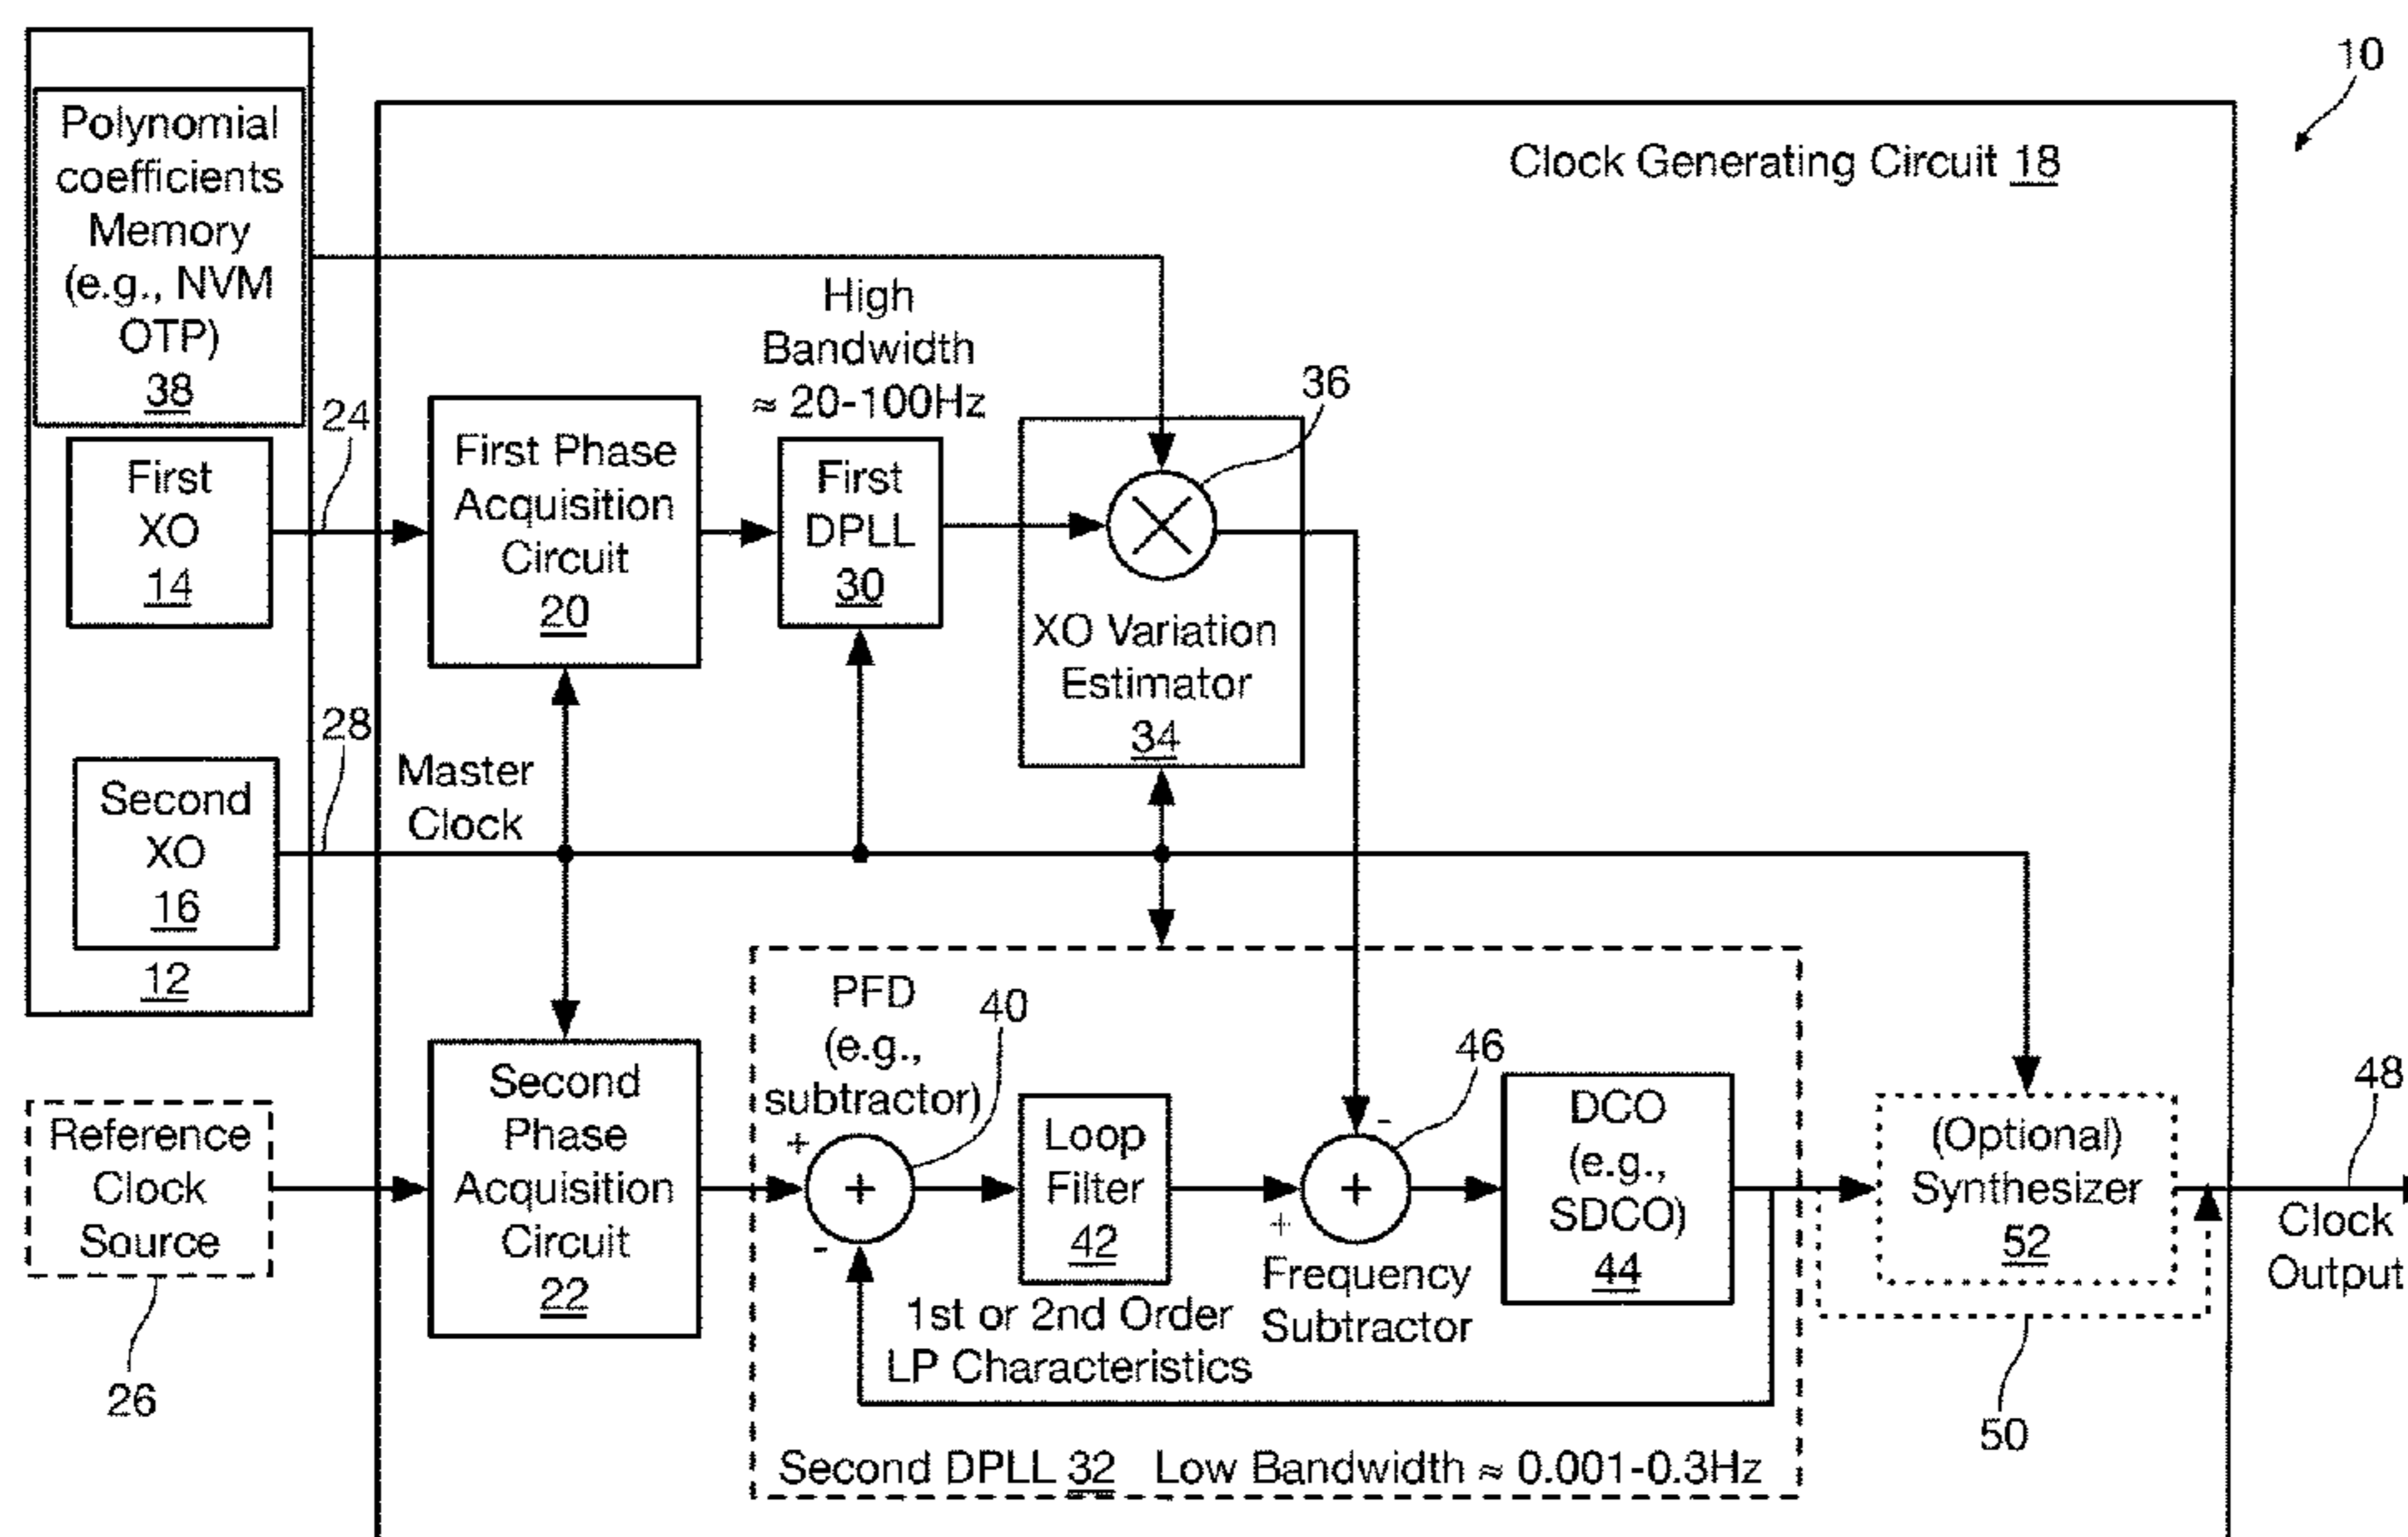 10
Polynomial
coefficients
Memory
(e.g., NVM
OTP)
38
Clock Generating Circuit 18
High
Bandwidth
≈ 20-100Hz
36
24
First
XO
14
First Phase
Acquisition
Circuit
20
First
DPLL
30
XO Variation
Estimator
34
28
Master
Clock
Second
XO
16
12
PFD
(e.g.,
subtractor)
40
46
48
Reference
Clock
Source
26
Second
Phase
Acquisition
Circuit
22
+
-
+
Loop
Filter
42
1st or 2nd Order
LP Characteristics
-
+
+
Frequency
Subtractor
DCO
(e.g.,
SDCO)
44
(Optional)
Synthesizer
52
Clock
Output
50
Second DPLL 32 Low Bandwidth ≈ 0.001-0.3Hz